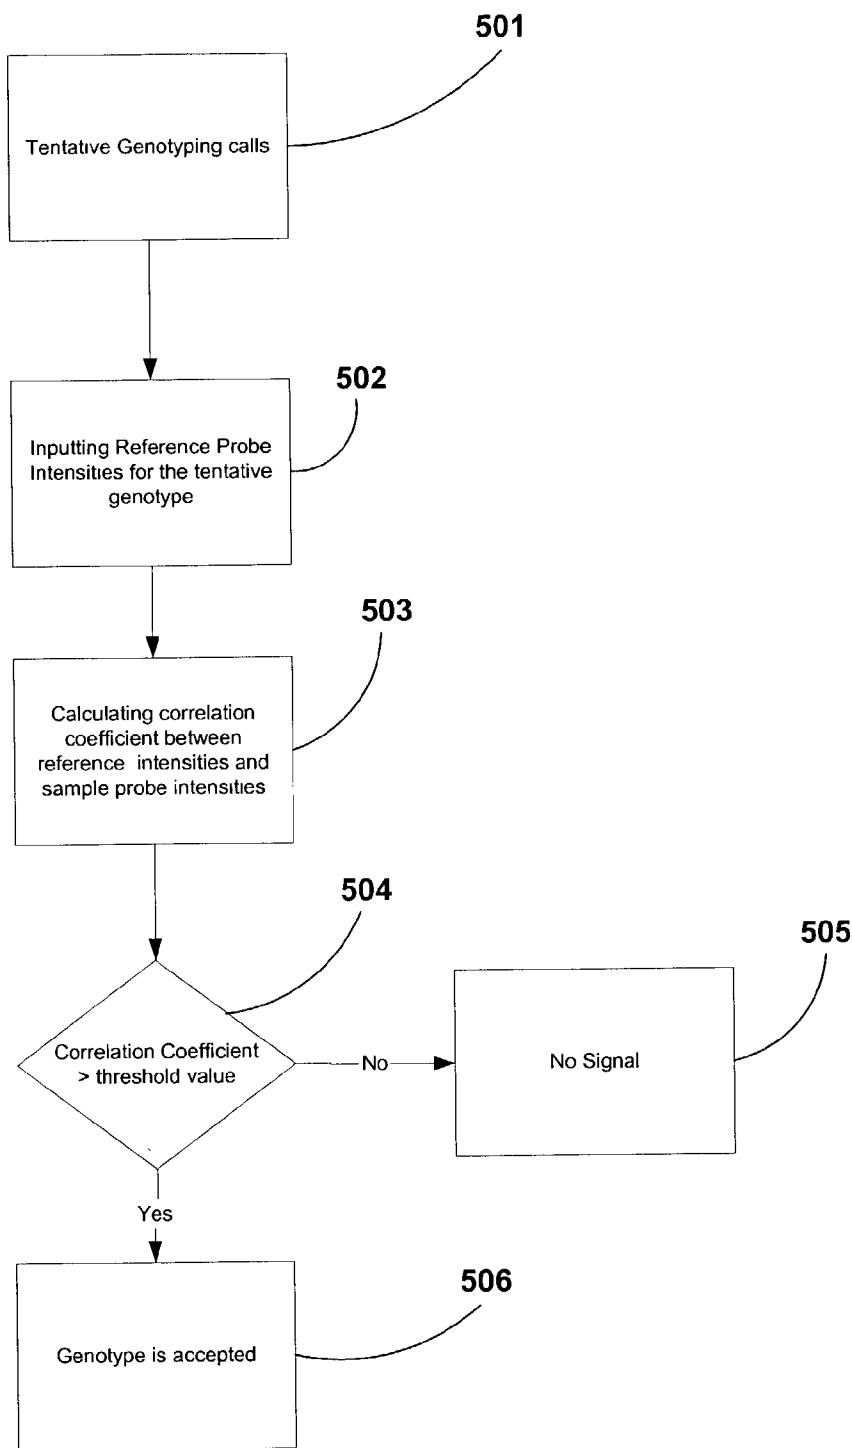 501
Tentative Genotyping calls
502
Inputting Reference Probe
Intensities for the tentative
genotype
503
Calculating correlation
coefficient between
reference intensities and
sample probe intensities
504
505
Correlation Coefficient
> threshold value
No
No Signal
Yes
506
Genotype is accepted